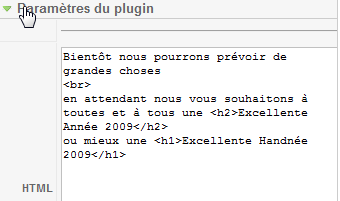 Paramètres du plugin
Bientôt nous pourrons prévoir de
grandes choses
<br>
en attendant nous vous souhaitons à
toutes et à tous une <h2>Excellente
Année 2009</h2>
ou mieux une <h1>Excellente Handnée
2009</h1>
HTML